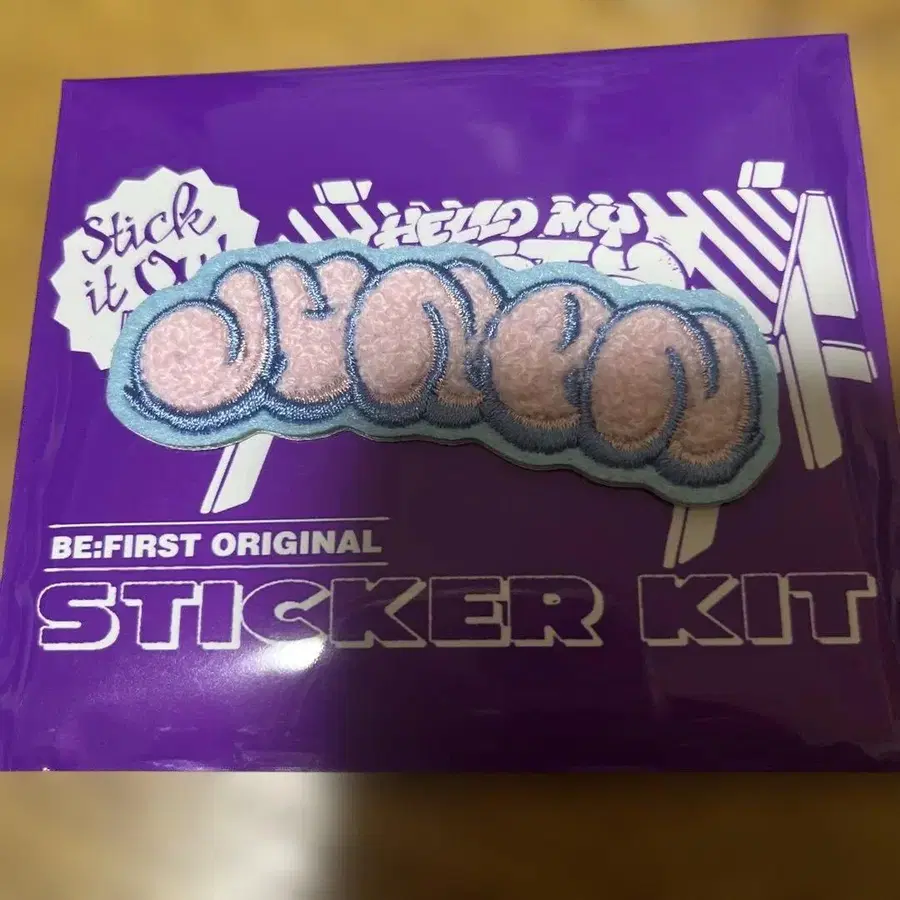 Stick
it
HELLO MY
JUNON
BE:FIRST ORIGINAL
STICKER KIT